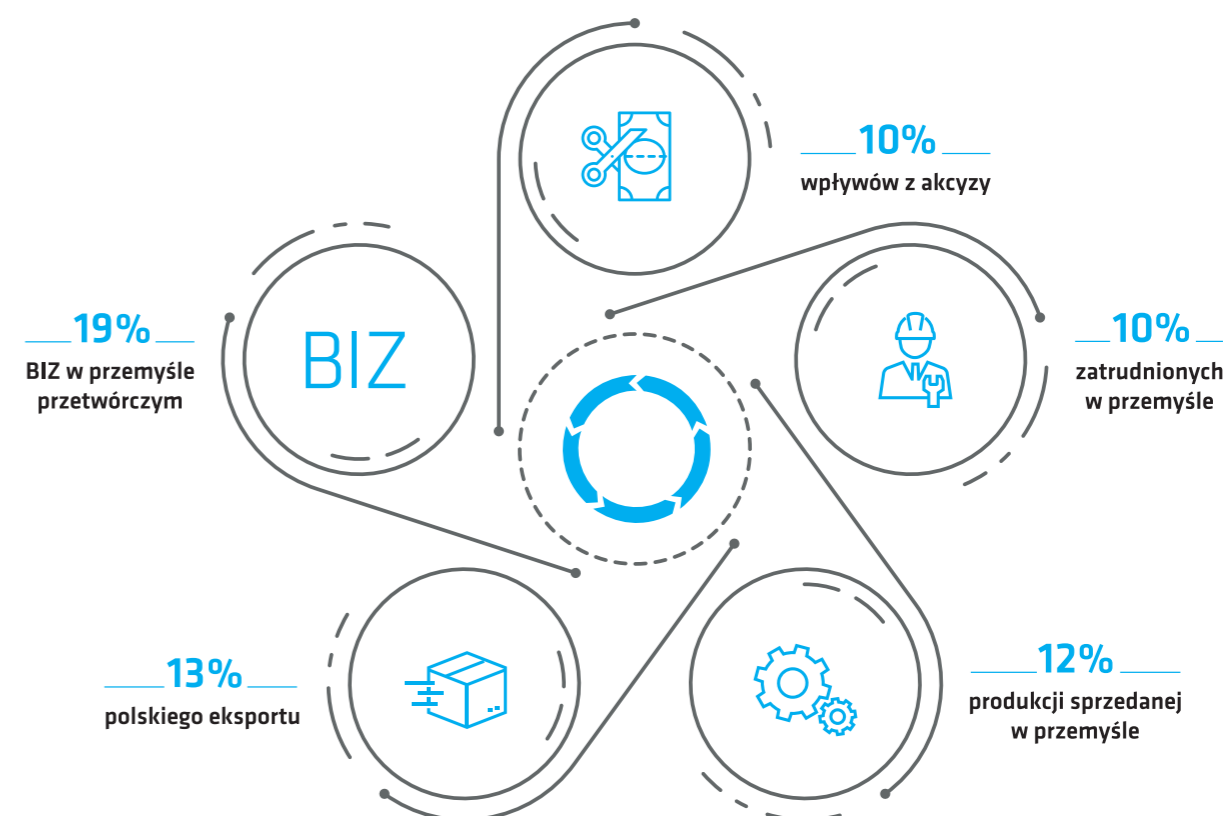 10%
wpływów z akcyzy
19%
BIZ w przemyśle
przetwórczym
BIZ
10%
zatrudnionych
w przemyśle
13%
polskiego eksportu
12%
produkcji sprzedanej
w przemyśle